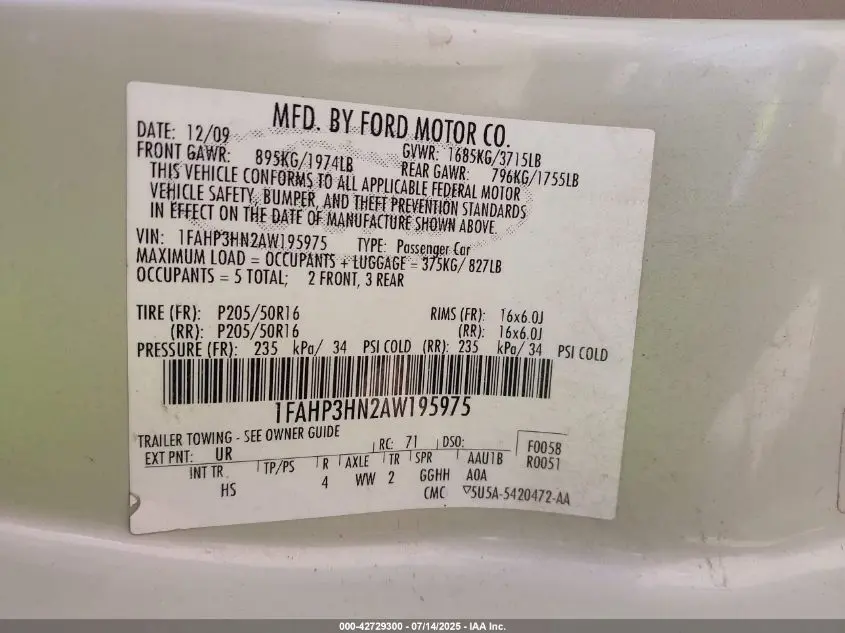 MFD. BY FORD MOTOR CO.
DATE: 12/09
GVWR: 1685KG/3715LB
FRONT GAWR: 895KG/1974LB
REAR GAWR: 796KG/1755LB
THIS VEHICLE CONFORMS TO ALL APPLICABLE FEDERAL MOTOR
VEHICLE SAFETY, BUMPER, AND THEFT PREVENTION STANDARDS
IN EFFECT ON THE DATE OF MANUFACTURE SHOWN ABOVE.
VIN: 1FAHP3HN2AW195975 TYPE: Passenger Car
MAXIMUM LOAD = OCCUPANTS + LUGGAGE = 375KG/ 827LB
OCCUPANTS = 5 TOTAL; 2 FRONT, 3 REAR
TIRE (FR): P205/50R16 RIMS (FR): 16x6.0J
(RR): P205/50R16 (RR): 16x6.0J
PRESSURE (FR): 235 kPa/ 34 PSI COLD (RR): 235 kPa/ 34 PSI COLD
1FAHP3HN2AW195975
TRAILER TOWING - SEE OWNER GUIDE
EXT PNT: UR RC: 71 DSO: F0058
R0051
INT TR TP/PS R AXLE TR SPR AAU1B
HS 4 WW 2 GGHH A0A
CMC ▽5U5A-5420472-AA
000-42729300 - 07/14/2025 - IAA Inc.